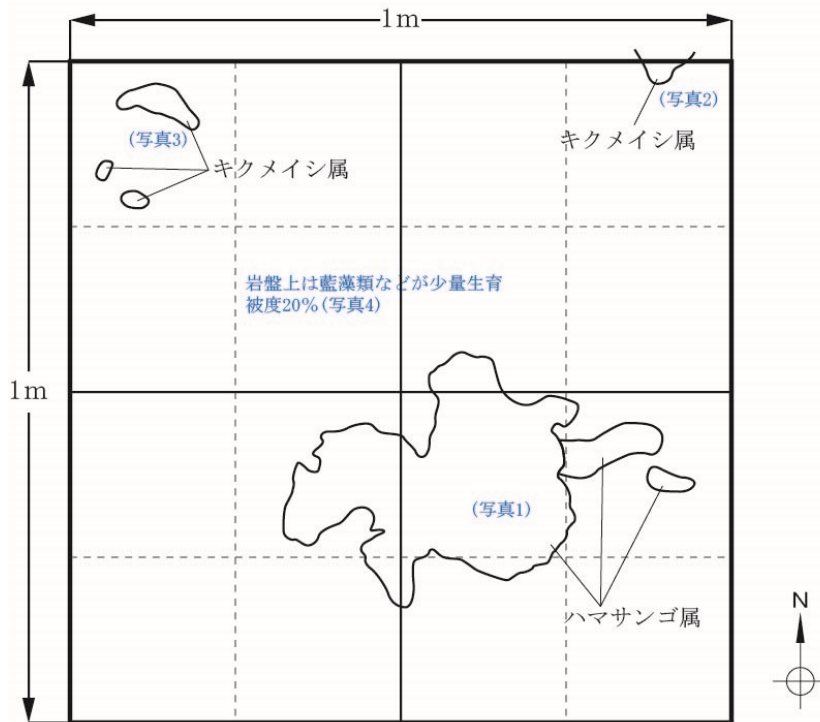 1m
(写真2)
(写真3)
キクメイシ属
キクメイシ属
岩盤上は藍藻類などが少量生育
被度20%(写真4)
1m
(写真1)
ハマサンゴ属
N